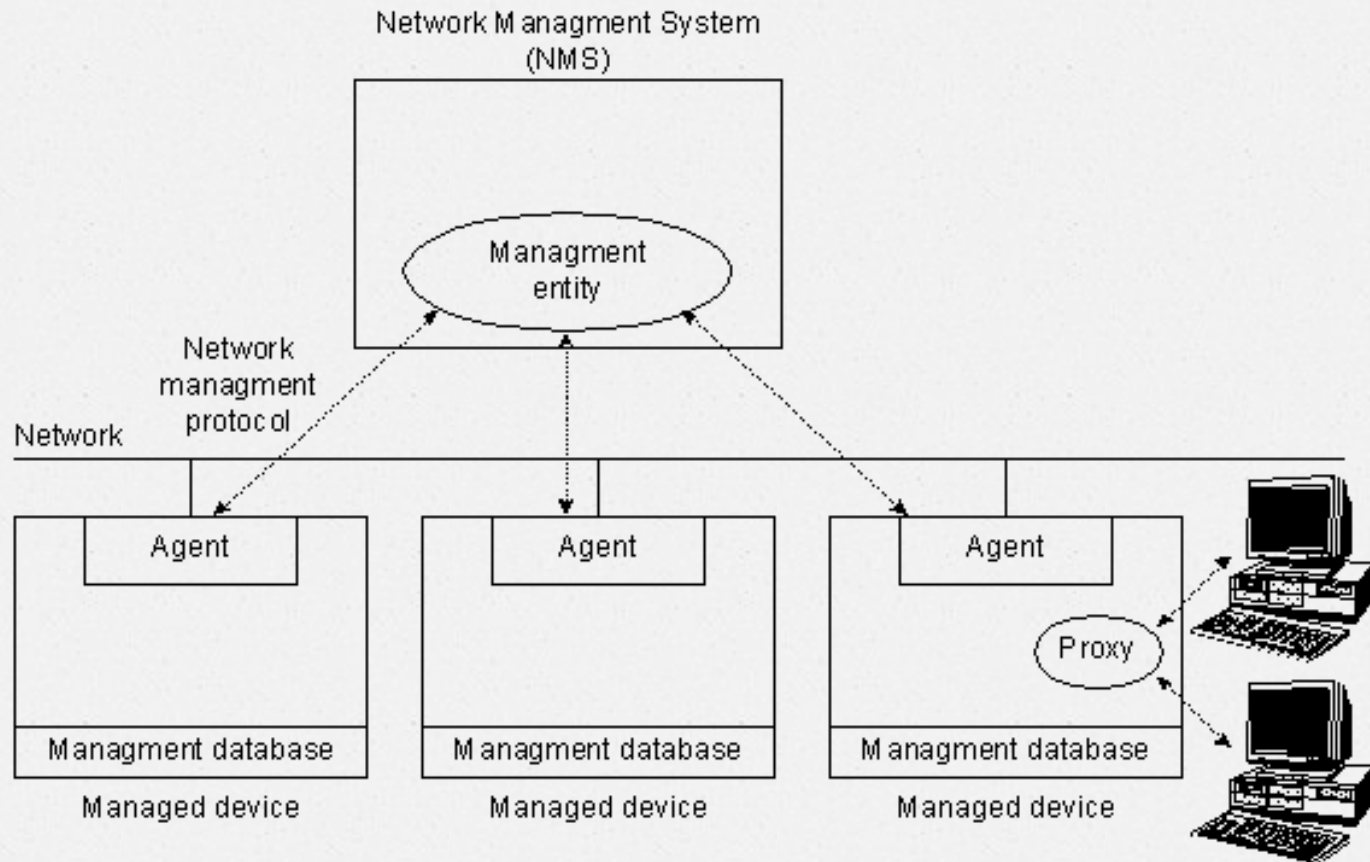 Network Managment System
(NMS)
Managment
entity
Network
managment
protocol
Network
Agent
Agent
Agent
Proxy
Managment database
Managment database
Managment database
Managed device
Managed device
Managed device